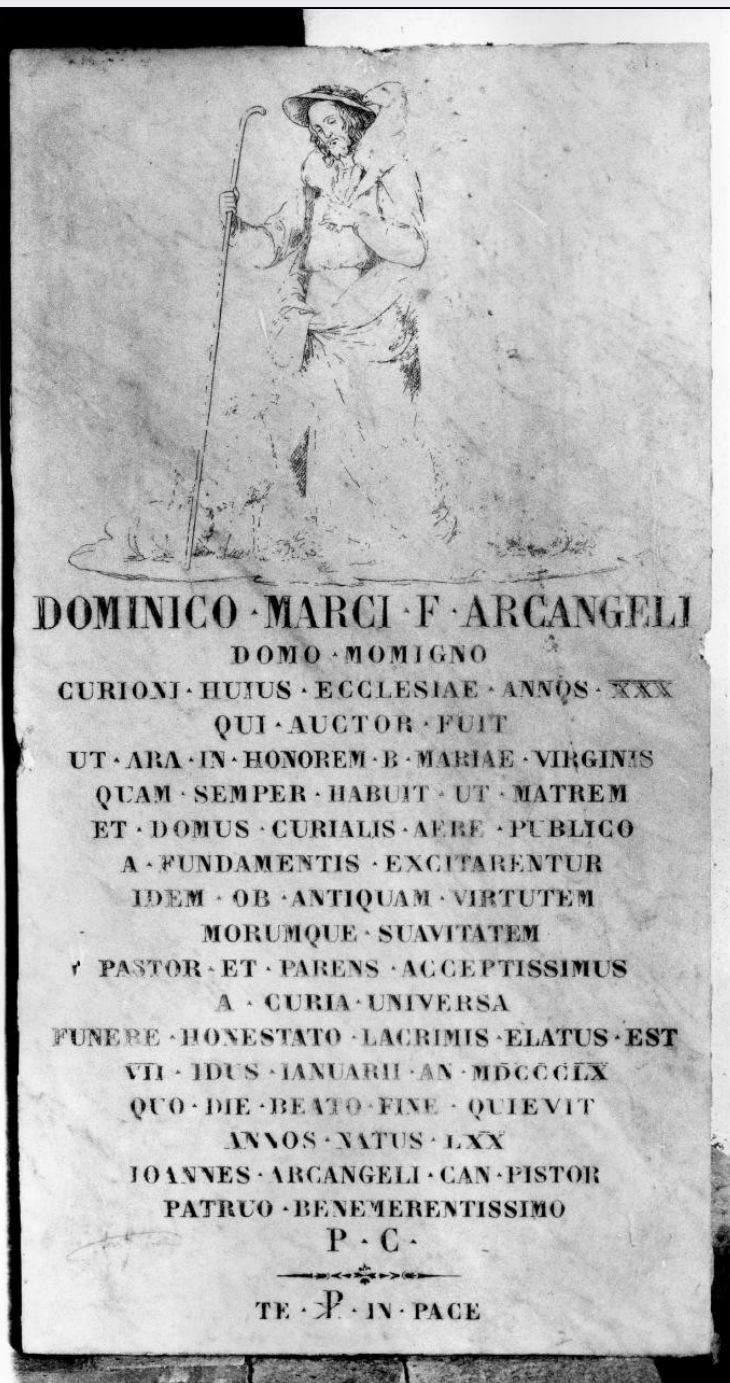 DOMINICO · MARCI · F · ARCANGELI
DOMO · MOMIGNO
CURIONI · HUIUS · ECCLESIAE · ANNOS · XXX
QUI · AUCTOR · FUIT
UT · ARA · IN · HONOREM · B · MARIAE · VIRGINIS
QUAM · SEMPER · HABUIT · UT · MATREM
ET · DOMUS · CURIALIS · AERE · PUBLICO
A · FUNDAMENTIS · EXCITARENTUR
IDEM · OB · ANTIQUAM · VIRTUTEM
MORUMQUE · SUAVITATEM
PASTOR · ET · PARENS · ACCEPTISSIMUS
A · CURIA · UNIVERSA
FUNERE · HONESTATO · LACRIMIS · ELATUS · EST
VII · IDUS · IANUARII · AN · MDCCCLX
QUO · DIE · BEATO · FINE · QUIEVIT
ANNOS · NATUS · LXX
IOANNES · ARCANGELI · CAN · PISTOR
PATRUO · BENEMERENTISSIMO
P · C ·
TE · ☧ · IN · PACE